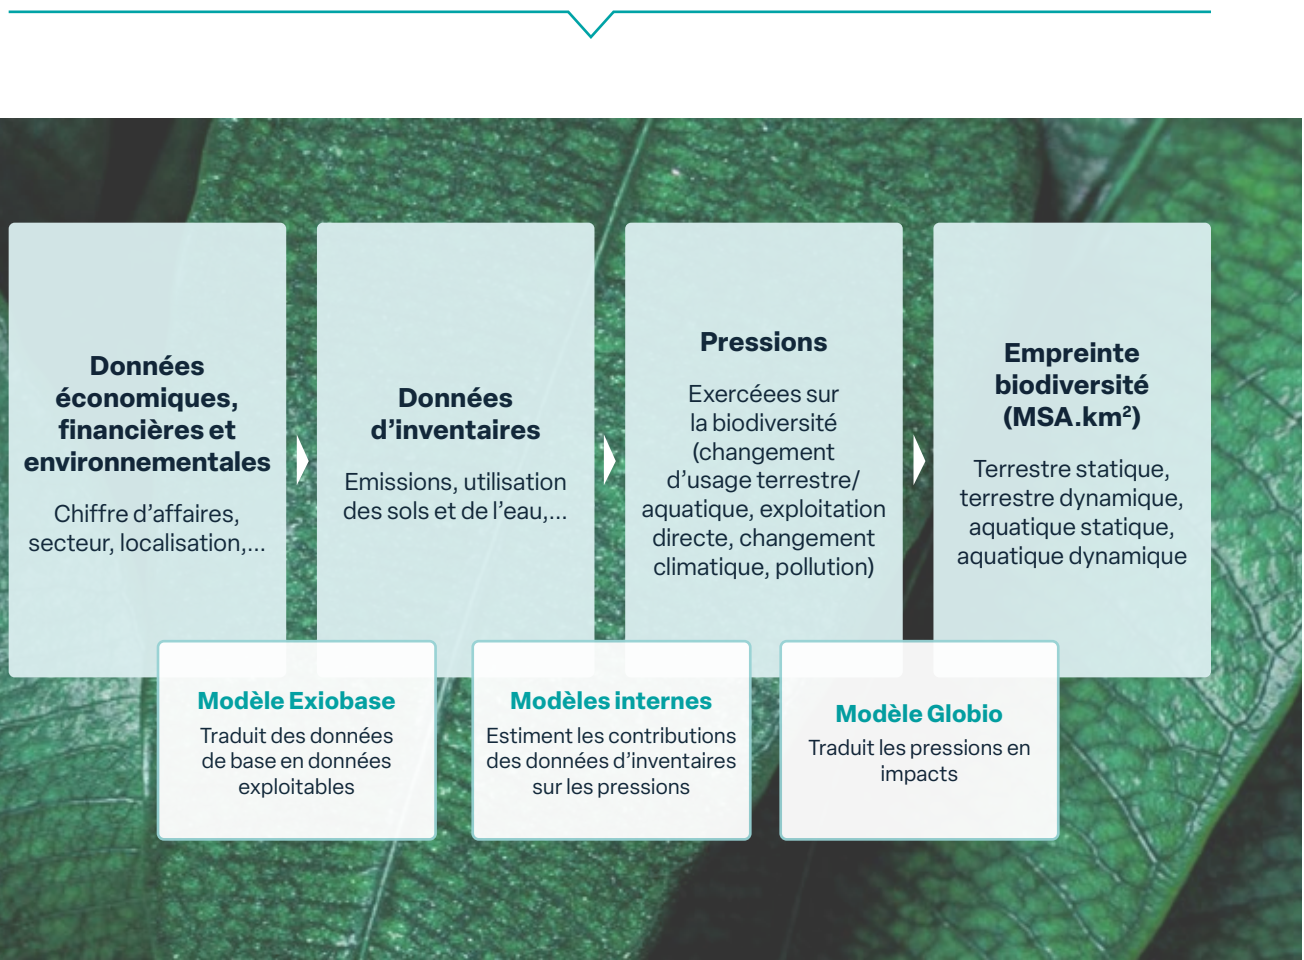 Données
économiques,
financières et
environnementales
Chiffre d’affaires,
secteur, localisation,...
Données
d’inventaires
Emissions, utilisation
des sols et de l’eau,...
Pressions
Exercéees sur
la biodiversité
(changement
d’usage terrestre/
aquatique, exploitation
directe, changement
climatique, pollution)
Empreinte
biodiversité
(MSA.km²)
Terrestre statique,
terrestre dynamique,
aquatique statique,
aquatique dynamique
Modèle Exiobase
Traduit des données
de base en données
exploitables
Modèles internes
Estiment les contributions
des données d’inventaires
sur les pressions
Modèle Globio
Traduit les pressions en
impacts